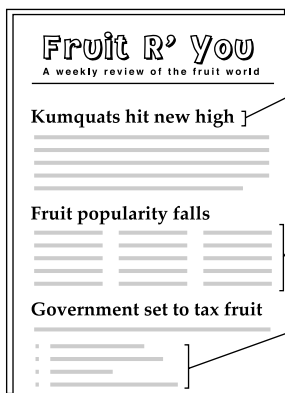 Fruit R' You
A weekly review of the fruit world
Kumquats hit new high
Fruit popularity falls
Government set to tax fruit